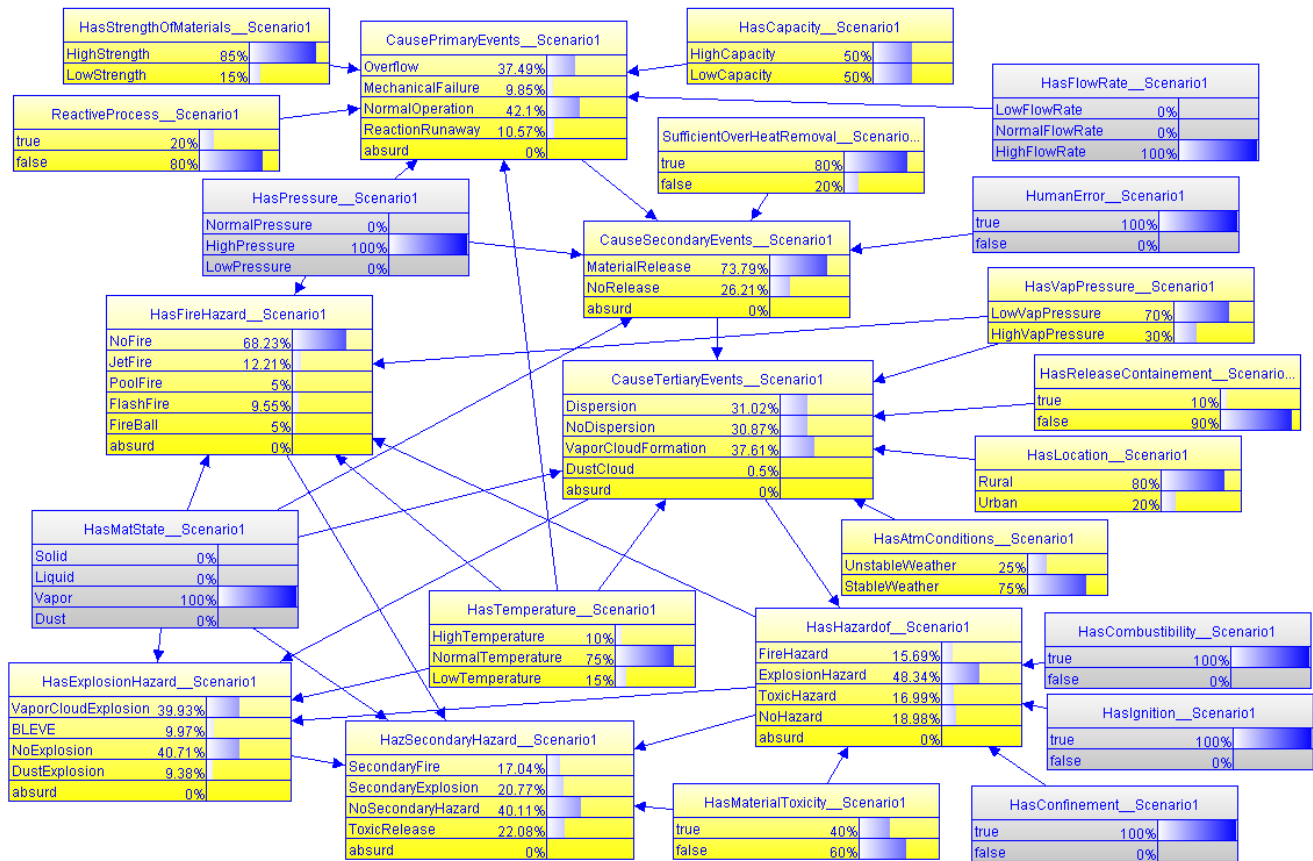 HasStrengthOfMaterials__Scenario1
HighStrength 85%
LowStrength 15%
CausePrimaryEvents__Scenario1
Overflow 37.49%
MechanicalFailure 9.85%
NormalOperation 42.1%
ReactionRunaway 10.57%
absurd 0%
HasCapacity__Scenario1
HighCapacity 50%
LowCapacity 50%
HasFlowRate__Scenario1
LowFlowRate 0%
NormalFlowRate 0%
HighFlowRate 100%
ReactiveProcess__Scenario1
true 20%
false 80%
SufficientOverHeatRemoval__Scenario...
true 80%
false 20%
HasPressure__Scenario1
NormalPressure 0%
HighPressure 100%
LowPressure 0%
HumanError__Scenario1
true 100%
false 0%
CauseSecondaryEvents__Scenario1
MaterialRelease 73.79%
NoRelease 26.21%
absurd 0%
HasVapPressure__Scenario1
LowVapPressure 70%
HighVapPressure 30%
HasFireHazard__Scenario1
NoFire 68.23%
JetFire 12.21%
PoolFire 5%
FlashFire 9.55%
FireBall 5%
absurd 0%
CauseTertiaryEvents__Scenario1
Dispersion 31.02%
NoDispersion 30.87%
VaporCloudFormation 37.61%
DustCloud 0.5%
absurd 0%
HasReleaseContainement__Scenario...
true 10%
false 90%
HasLocation__Scenario1
Rural 80%
Urban 20%
HasMatState__Scenario1
Solid 0%
Liquid 0%
Vapor 100%
Dust 0%
HasAtmConditions__Scenario1
UnstableWeather 25%
StableWeather 75%
HasTemperature__Scenario1
HighTemperature 10%
NormalTemperature 75%
LowTemperature 15%
HasHazardof__Scenario1
FireHazard 15.69%
ExplosionHazard 48.34%
ToxicHazard 16.99%
NoHazard 18.98%
absurd 0%
HasCombustibility__Scenario1
true 100%
false 0%
HasExplosionHazard__Scenario1
VaporCloudExplosion 39.93%
BLEVE 9.97%
NoExplosion 40.71%
DustExplosion 9.38%
absurd 0%
HasIgnition__Scenario1
true 100%
false 0%
HazSecondaryHazard__Scenario1
SecondaryFire 17.04%
SecondaryExplosion 20.77%
NoSecondaryHazard 40.11%
ToxicRelease 22.08%
absurd 0%
HasMaterialToxicity__Scenario1
true 40%
false 60%
HasConfinement__Scenario1
true 100%
false 0%